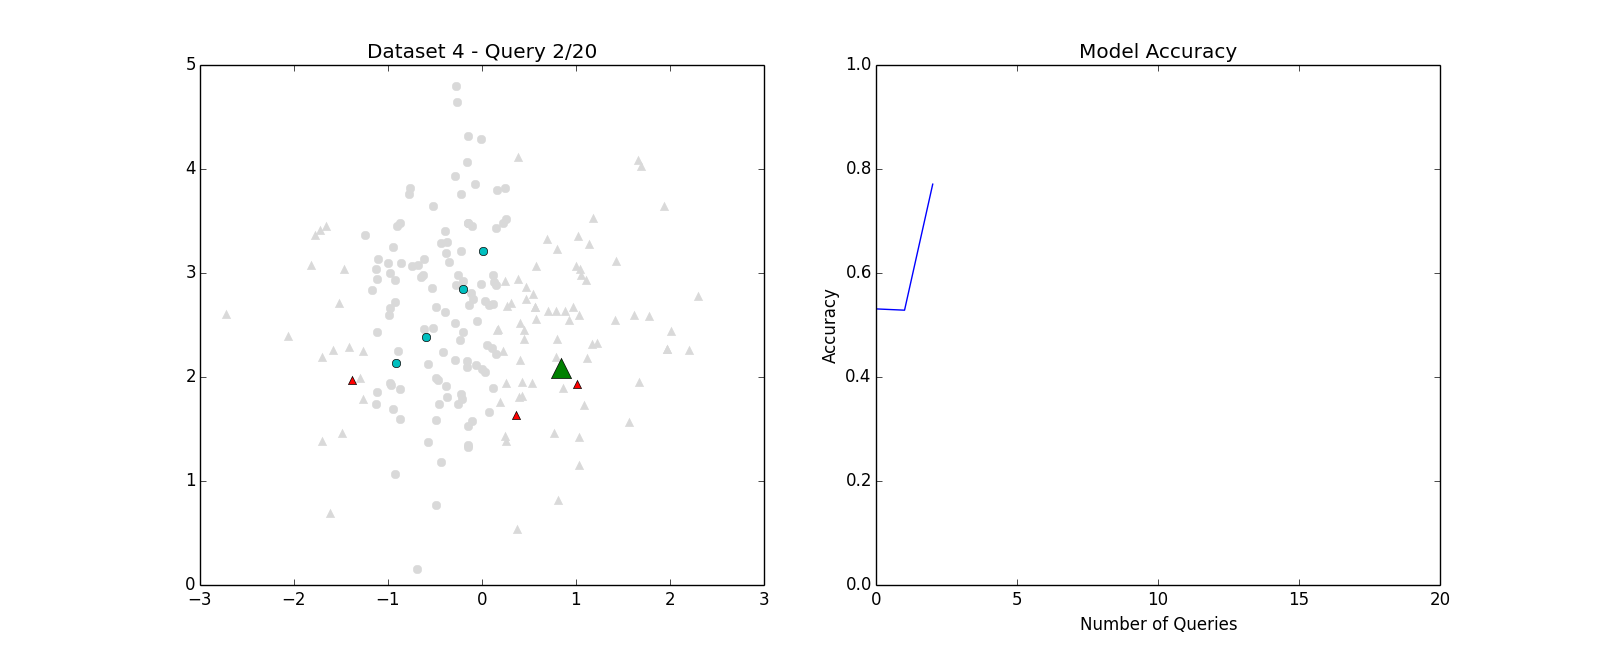 Dataset 4 - Query 2/20
5
4
3
2
1
0
−3 −2 −1 0 1 2 3
Model Accuracy
1.0
0.8
0.6
0.4
0.2
0.0
Accuracy
0 5 10 15 20
Number of Queries